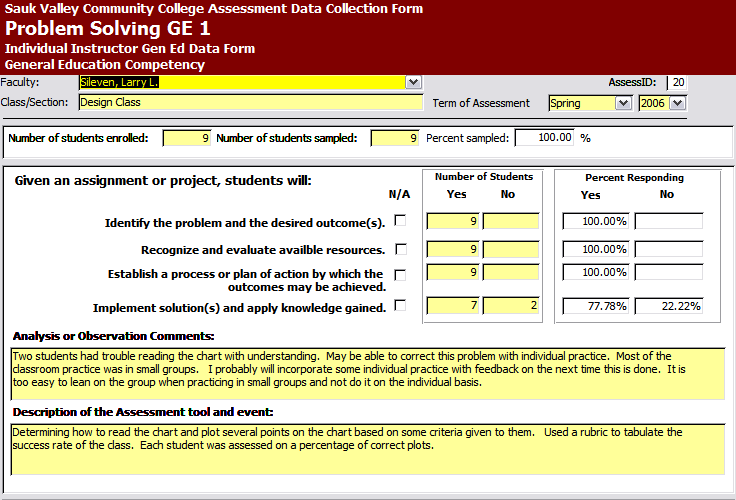 Sauk Valley Community College Assessment Data Collection Form
Problem Solving GE 1
Individual Instructor Gen Ed Data Form
General Education Competency
Faculty: Sileven, Larry L. AssessID: 20
Class/Section: Design Class Term of Assessment Spring 2006
Number of students enrolled: 9 Number of students sampled: 9 Percent sampled: 100.00 %
Given an assignment or project, students will: Number of Students Percent Responding
N/A Yes No Yes No
Identify the problem and the desired outcome(s). 9 100.00%
Recognize and evaluate availble resources. 9 100.00%
Establish a process or plan of action by which the 9 100.00%
outcomes may be achieved.
Implement solution(s) and apply knowledge gained. 7 2 77.78% 22.22%
Analysis or Observation Comments:
Two students had trouble reading the chart with understanding. May be able to correct this problem with individual practice. Most of the
classroom practice was in small groups. I probably will incorporate some individual practice with feedback on the next time this is done. It is
too easy to lean on the group when practicing in small groups and not do it on the individual basis.
Description of the Assessment tool and event:
Determining how to read the chart and plot several points on the chart based on some criteria given to them. Used a rubric to tabulate the
success rate of the class. Each student was assessed on a percentage of correct plots.